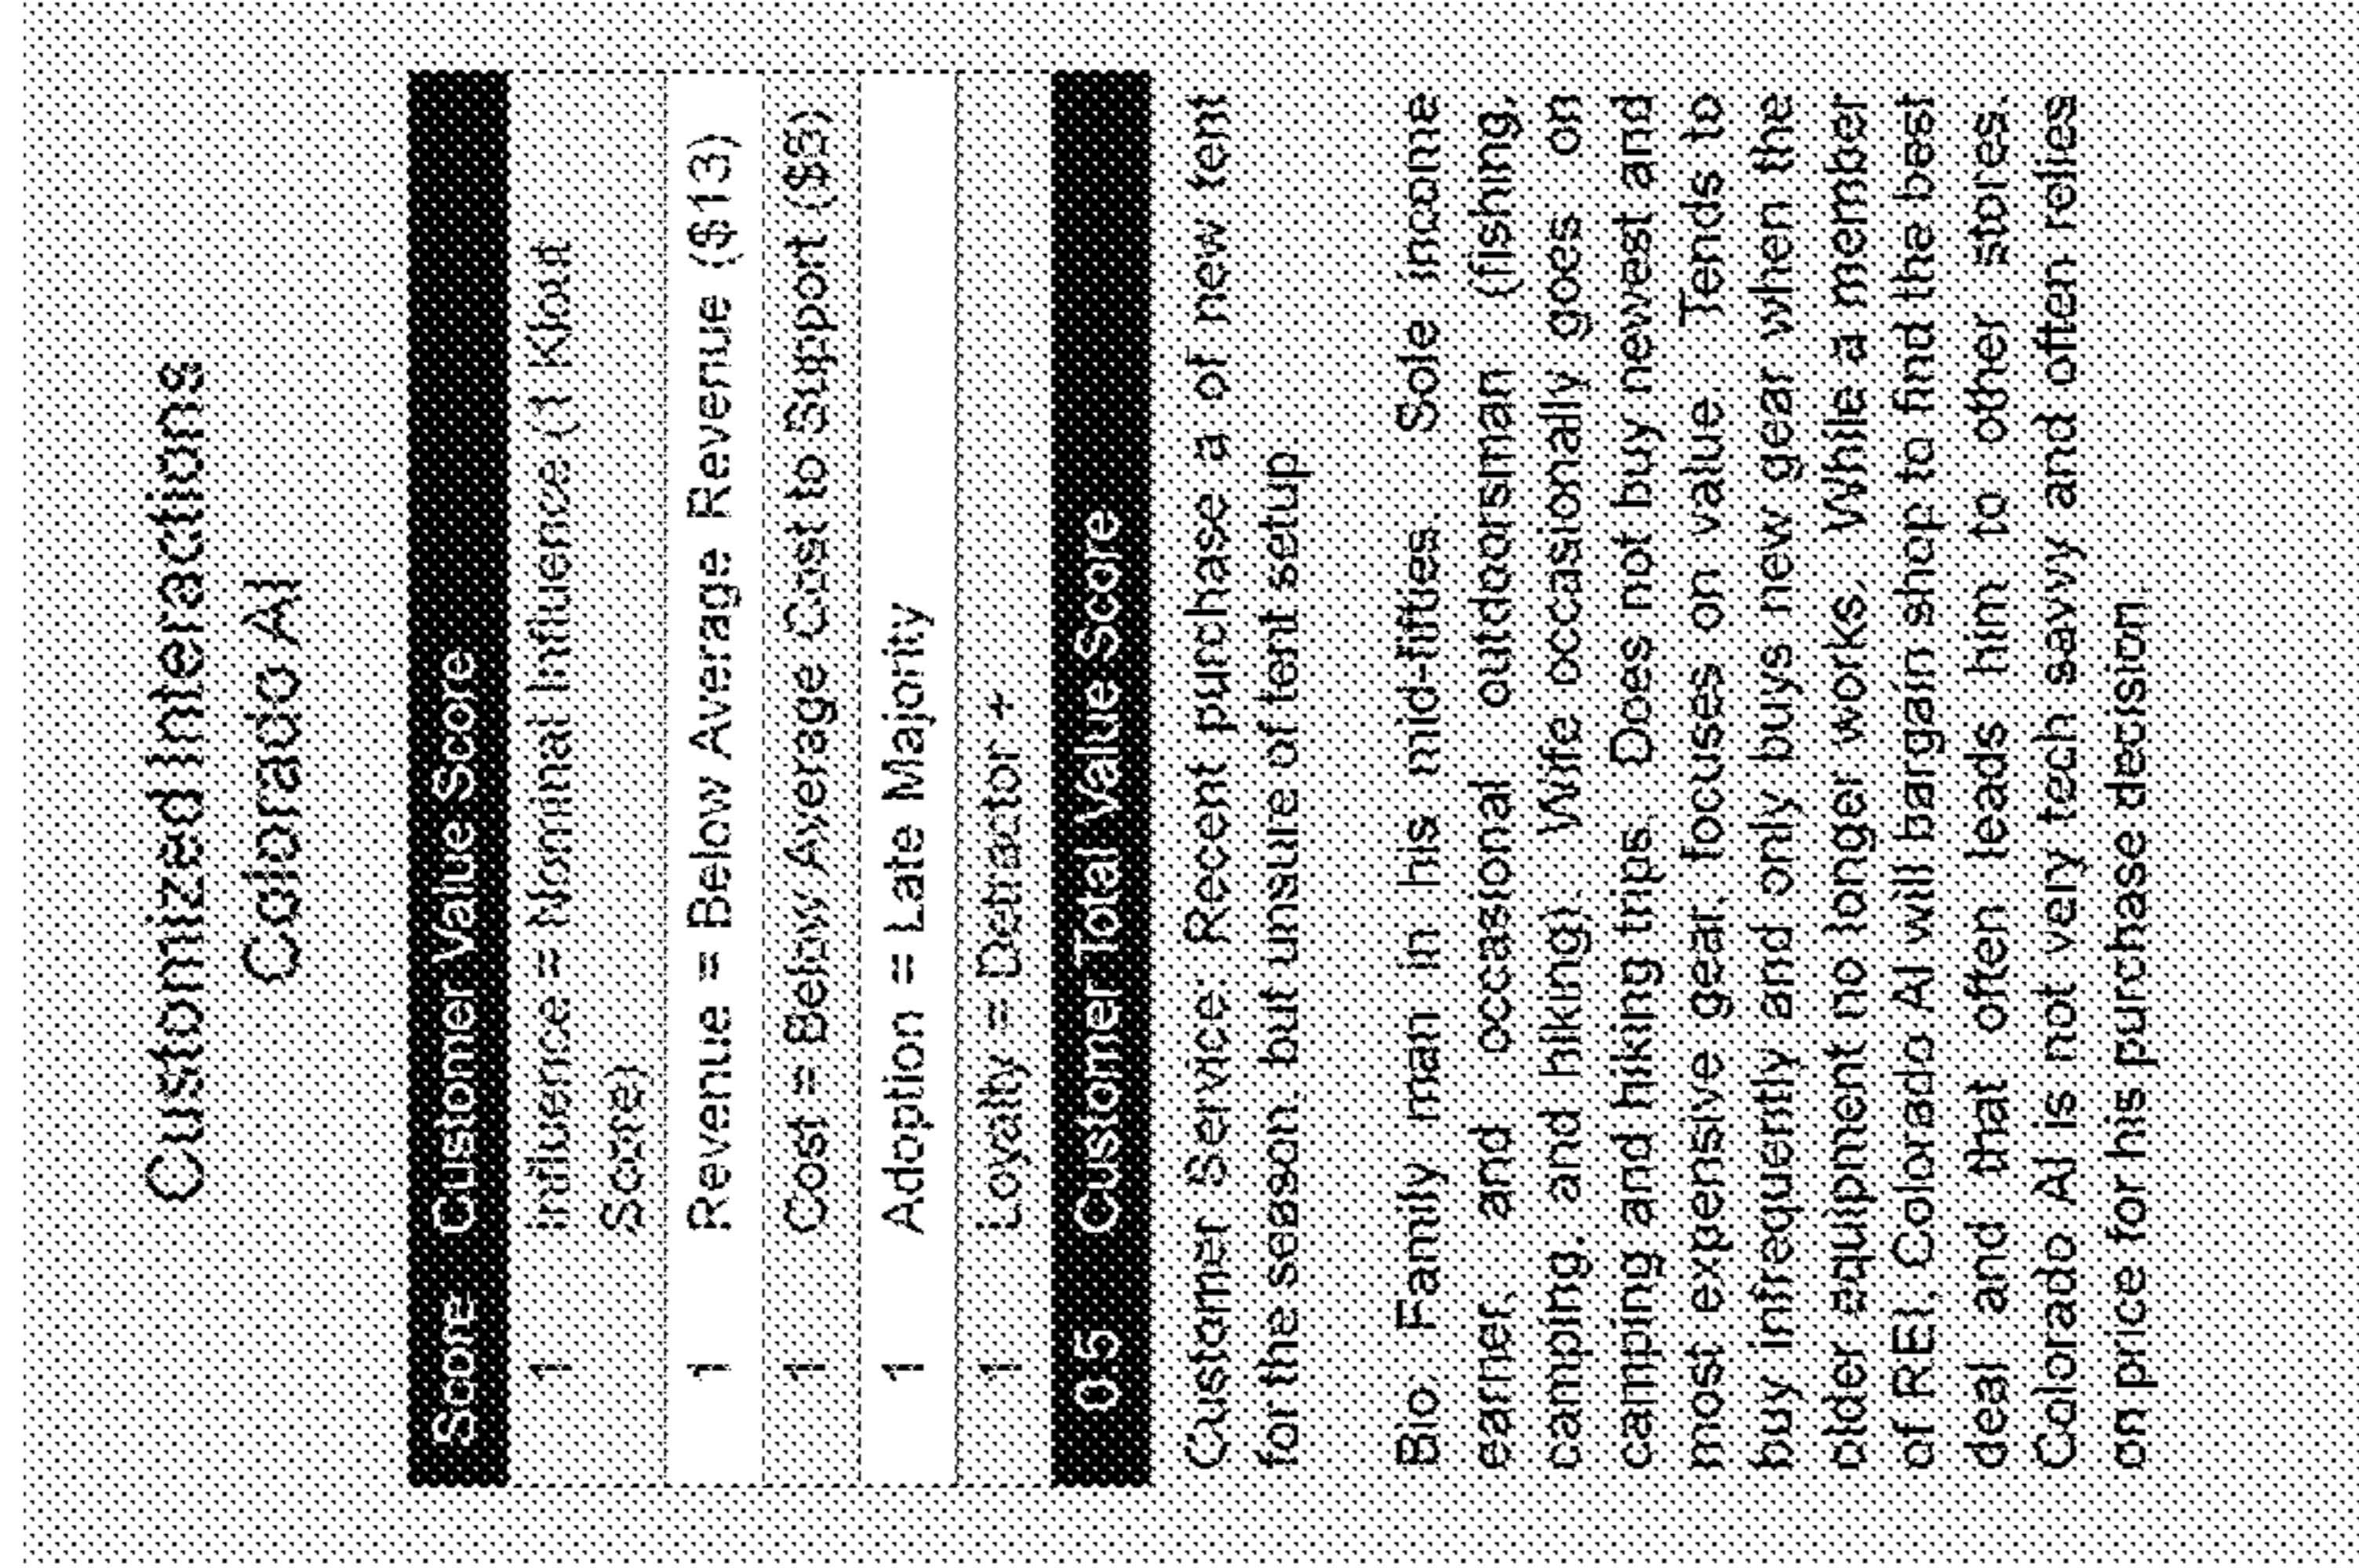 Customized Interactions
Colorado Al
Score Customer Value Score
1 Influence = Nominal Influence (1 Klout
Score)
1 Revenue = Below Average Revenue ($13)
1 Cost = Below Average Cost to Support
1 Adoption = Late Majority
1 Loyalty = Detractor +
0.5 Customer Total Value Score
Customer Service: Recent purchase a of new tent
for the season, but unsure of tent setup.
Bio: Family man in his mid-fifties. Sole income
earner, and occasional outdoorsman (fishing,
camping, and hiking). Wife occasionally goes on
camping and hiking trips. Does not buy newest and
most expensive gear, focuses on value. Tends to
buy infrequently and only buys new gear when the
older equipment no longer works. While a member
of REI, Colorado Al will bargain shop to find the best
deal and that often leads him to other stores.
Colorado Al is not very tech savvy and often relies
on price for his purchase decision.